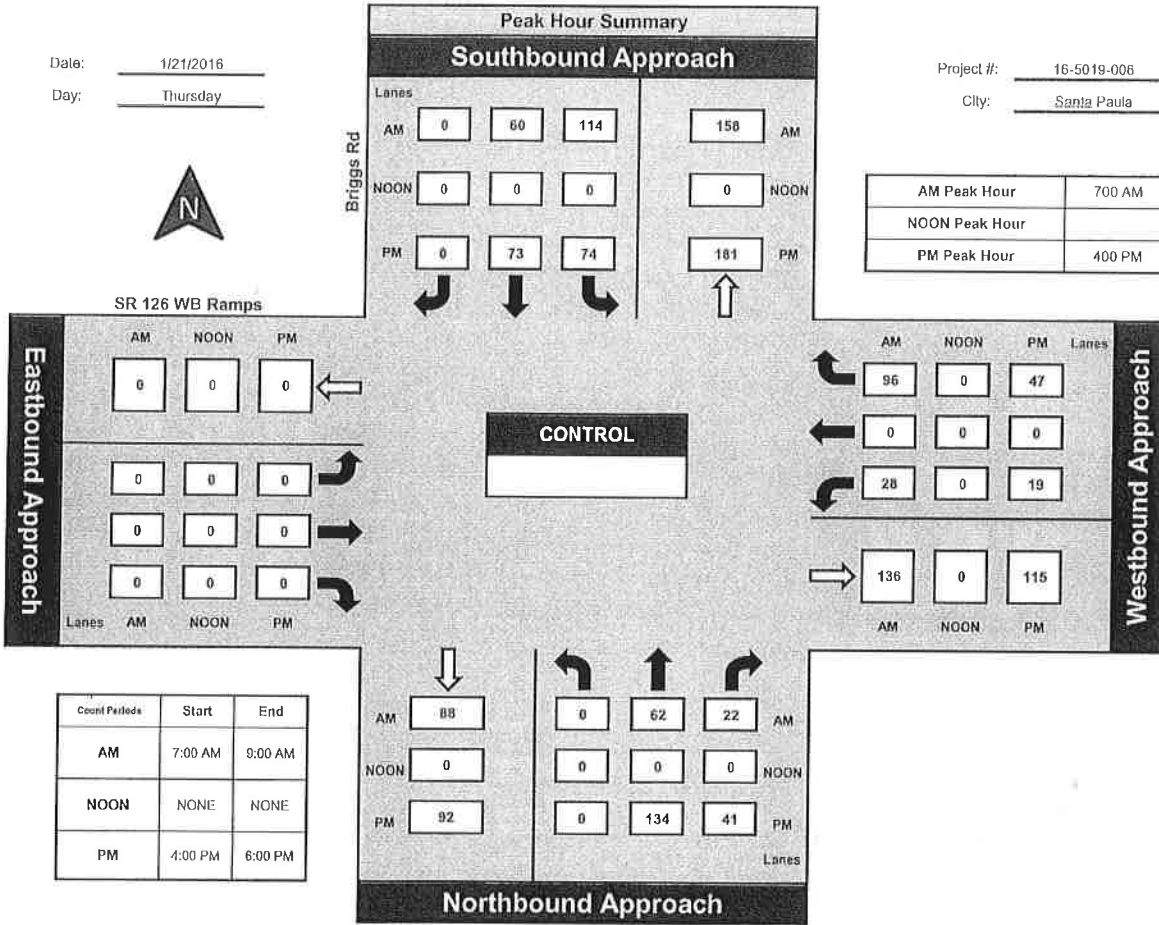 Peak Hour Summary
Southbound Approach
Date: 1/21/2016
Day: Thursday
Project #: 16-5019-006
City: Santa Paula
N
Briggs Rd
Lanes
AM 0 60 114 158 AM
NOON 0 0 0 0 NOON
PM 0 73 74 181 PM
AM Peak Hour 700 AM
NOON Peak Hour
PM Peak Hour 400 PM
SR 126 WB Ramps
Eastbound Approach
AM NOON PM
0 0 0
0 0 0
0 0 0
0 0 0
Lanes AM NOON PM
CONTROL
Westbound Approach
AM NOON PM Lanes
96 0 47
0 0 0
28 0 19
136 0 115
AM NOON PM
Count Periods Start End
AM 7:00 AM 9:00 AM
NOON NONE NONE
PM 4:00 PM 6:00 PM
AM 88 0 62 22 AM
NOON 0 0 0 0 NOON
PM 92 0 134 41 PM
Lanes
Northbound Approach